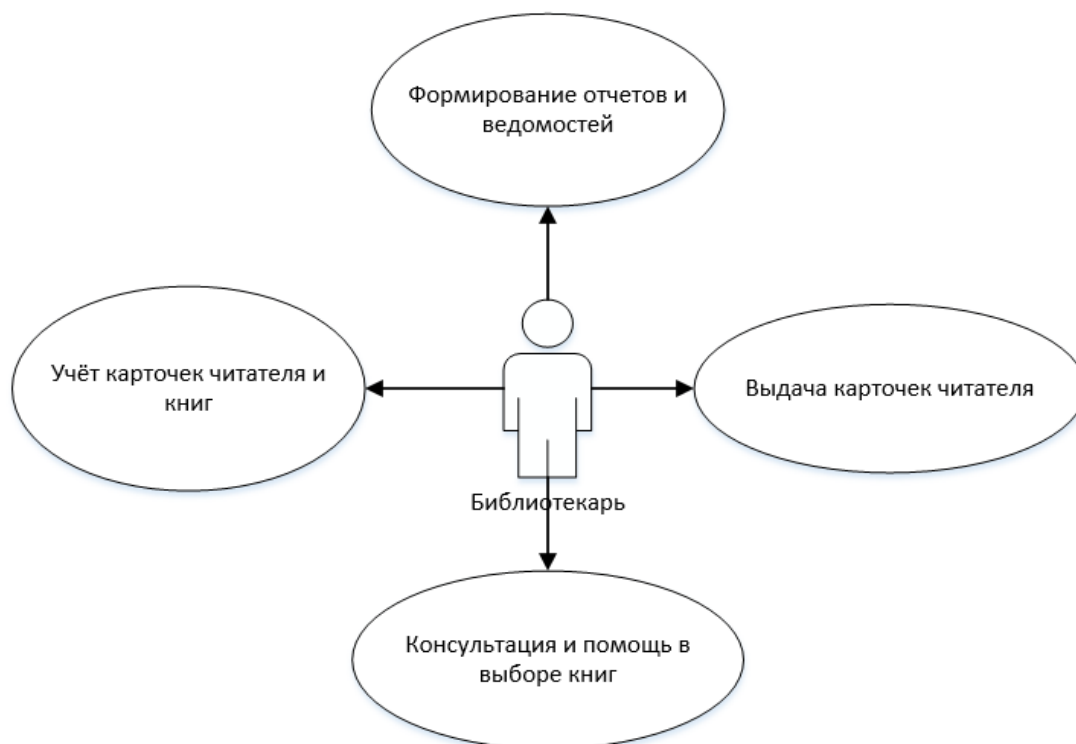 Формирование отчетов и
ведомостей
Учёт карточек читателя и
книг
Выдача карточек читателя
Библиотекарь
Консультация и помощь в
выборе книг